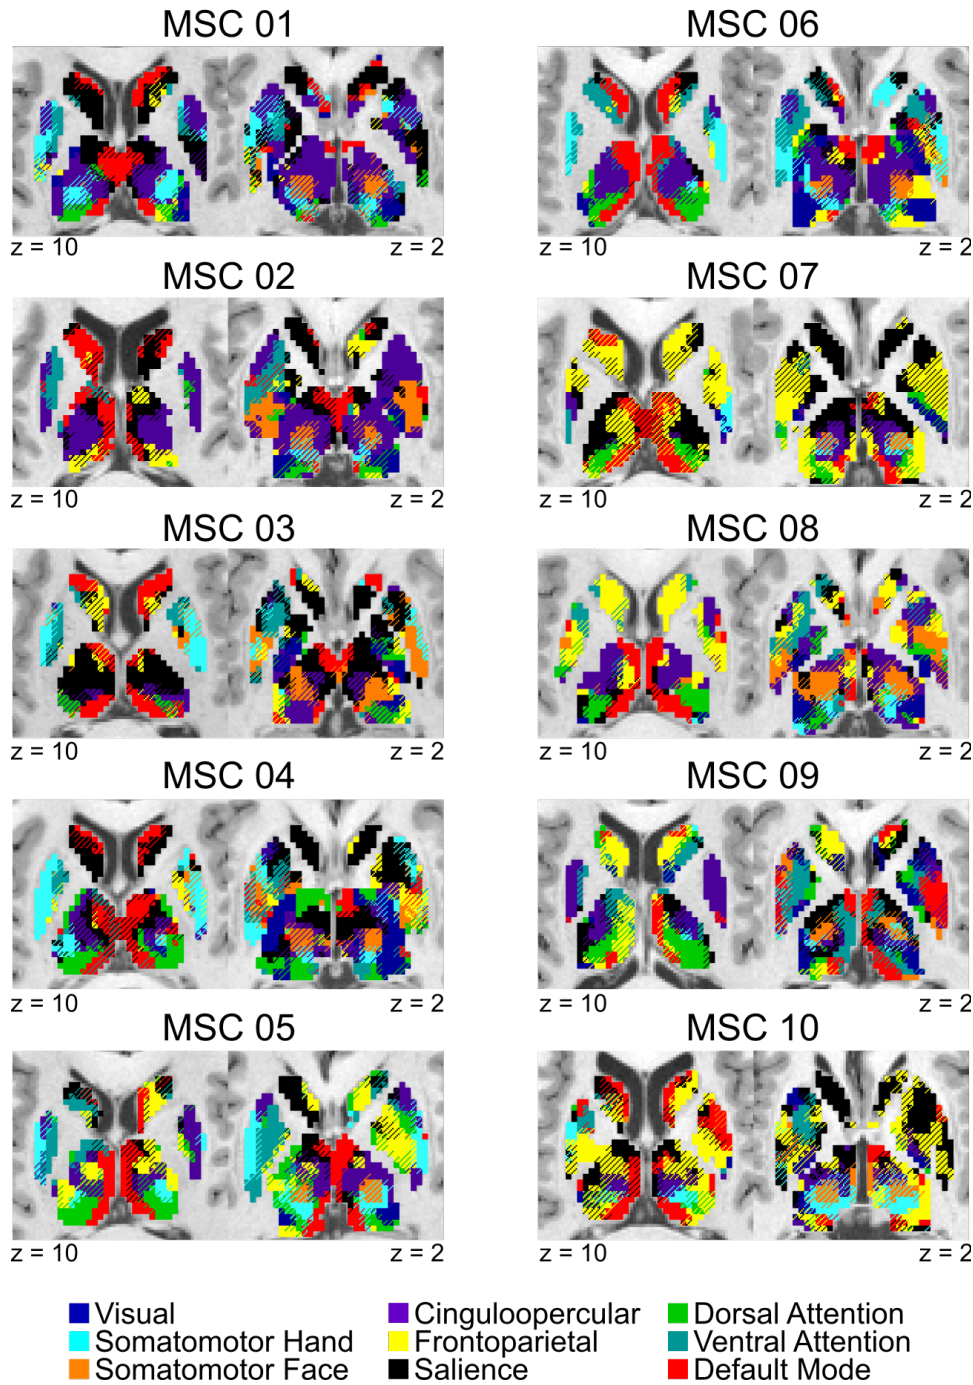 MSC 01
z = 10
z = 2
MSC 06
z = 10
z = 2
MSC 02
z = 10
z = 2
MSC 07
z = 10
z = 2
MSC 03
z = 10
z = 2
MSC 08
z = 10
z = 2
MSC 04
z = 10
z = 2
MSC 09
z = 10
z = 2
MSC 05
z = 10
z = 2
MSC 10
z = 10
z = 2
Visual
Somatomotor Hand
Somatomotor Face
Cinguloopercular
Frontoparietal
Salience
Dorsal Attention
Ventral Attention
Default Mode